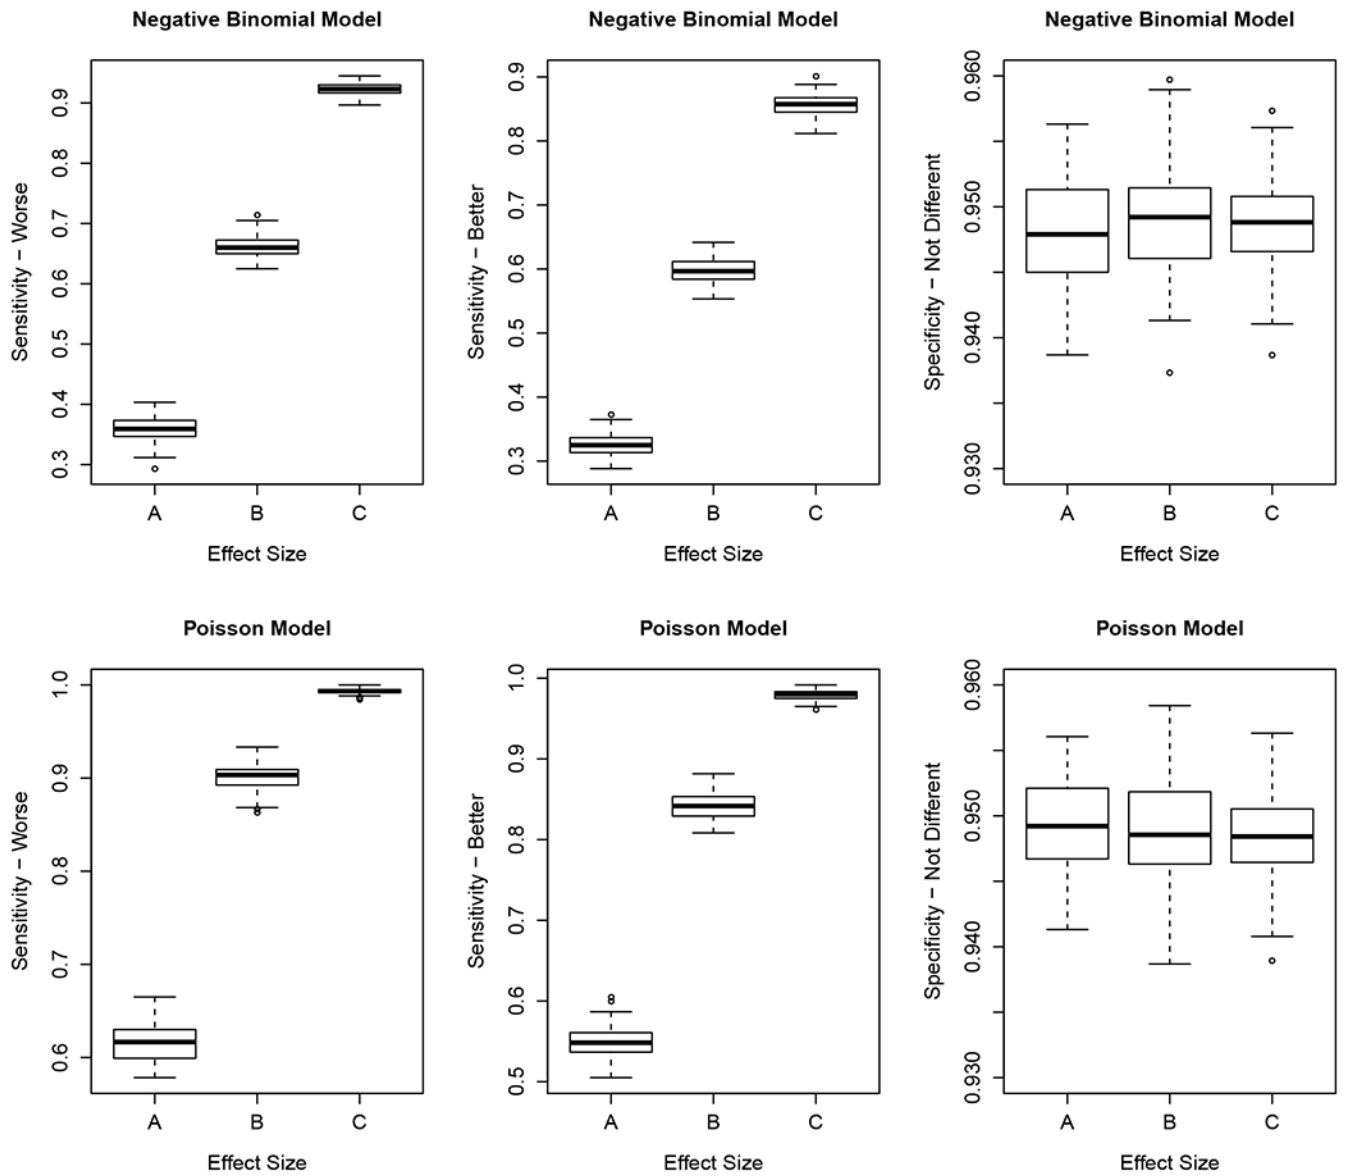 Negative Binomial Model
Sensitivity – Worse
0.9
0.8
0.7
0.6
0.5
0.4
0.3
A B C
Effect Size
Negative Binomial Model
Sensitivity – Better
0.9
0.8
0.7
0.6
0.5
0.4
0.3
A B C
Effect Size
Negative Binomial Model
Specificity – Not Different
0.960
0.950
0.940
0.930
A B C
Effect Size
Poisson Model
Sensitivity – Worse
1.0
0.9
0.8
0.7
0.6
A B C
Effect Size
Poisson Model
Sensitivity – Better
1.0
0.9
0.8
0.7
0.6
0.5
A B C
Effect Size
Poisson Model
Specificity – Not Different
0.960
0.950
0.940
0.930
A B C
Effect Size